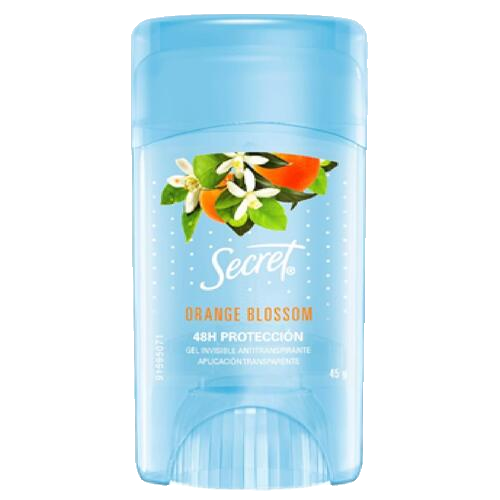 Secret®
ORANGE BLOSSOM
48H PROTECCIÓN
GEL INVISIBLE ANTITRANSPIRANTE
APLICACIÓN TRANSPARENTE
45 g
91595071